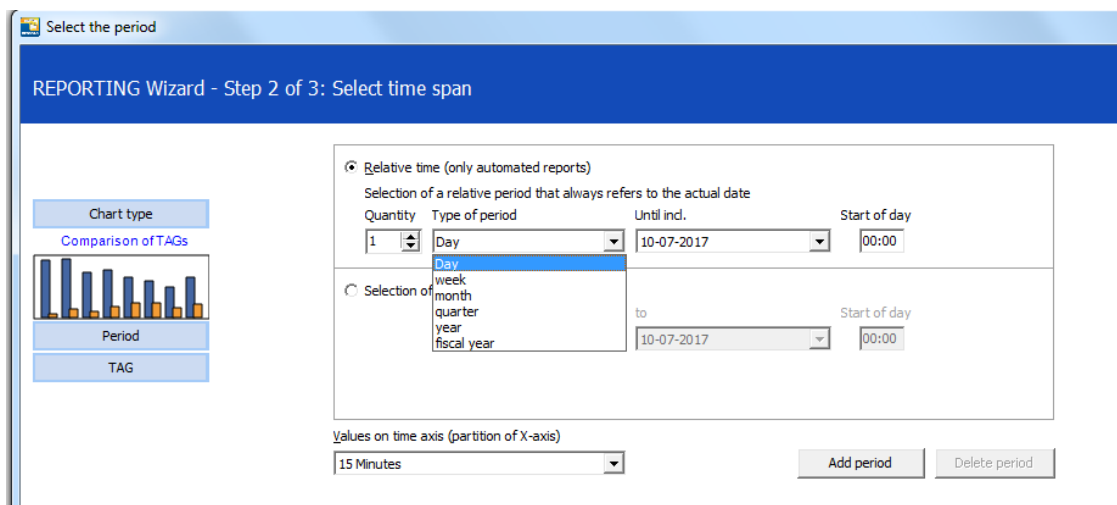 Select the period
REPORTING Wizard - Step 2 of 3: Select time span
Relative time (only automated reports)
Selection of a relative period that always refers to the actual date
Quantity Type of period Until incl. Start of day
1 Day 10-07-2017 00:00
Day
week
month
quarter
year
fiscal year
Selection of
to Start of day
10-07-2017 00:00
Chart type
Comparison of TAGs
Period
TAG
Values on time axis (partition of X-axis)
15 Minutes Add period Delete period